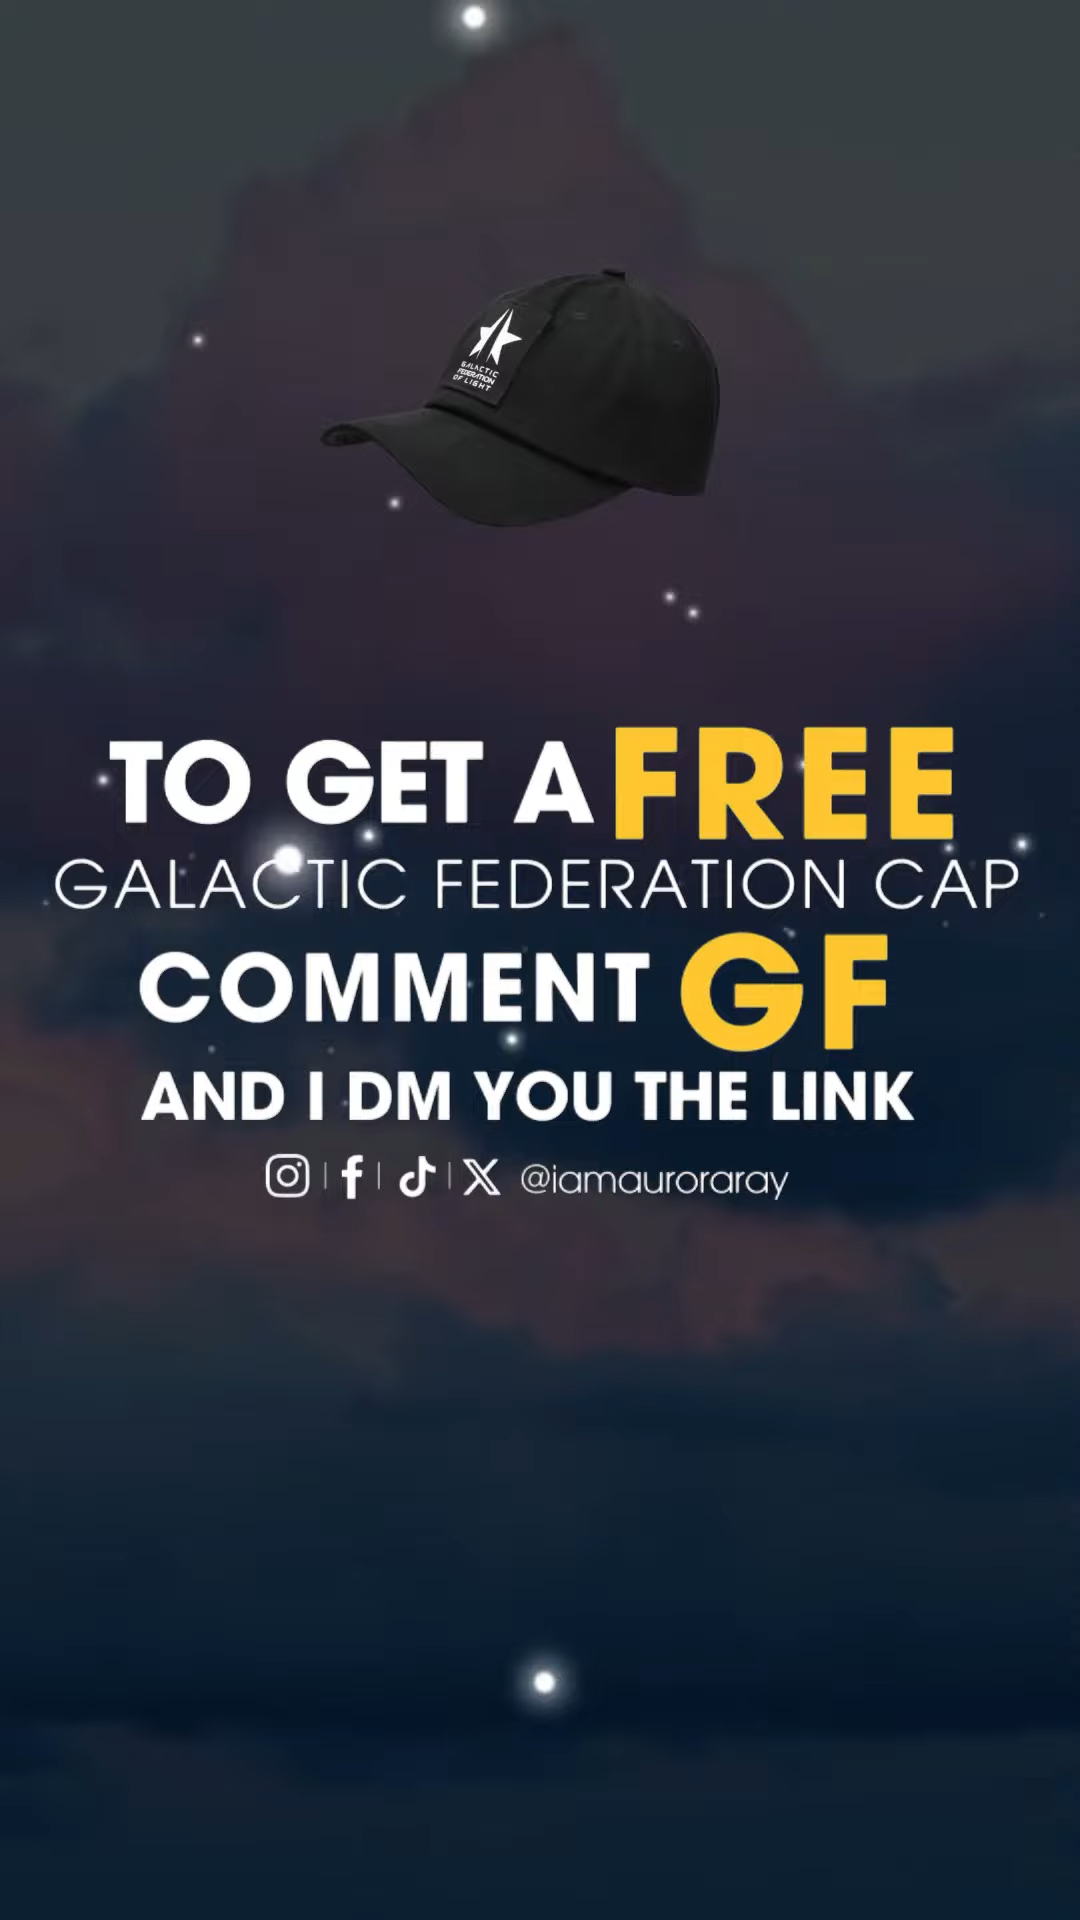 GALACTIC
FEDERATION
OF LIGHT
TO GET A FREE
GALACTIC FEDERATION CAP
COMMENT GF
AND I DM YOU THE LINK
@iamauroraray